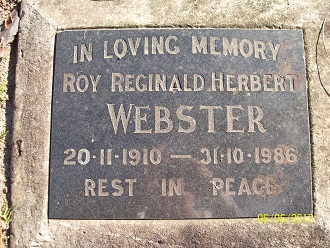 IN LOVING MEMORY
ROY REGINALD HERBERT
WEBSTER
20-11-1910 — 31-10-1986
REST IN PEACE